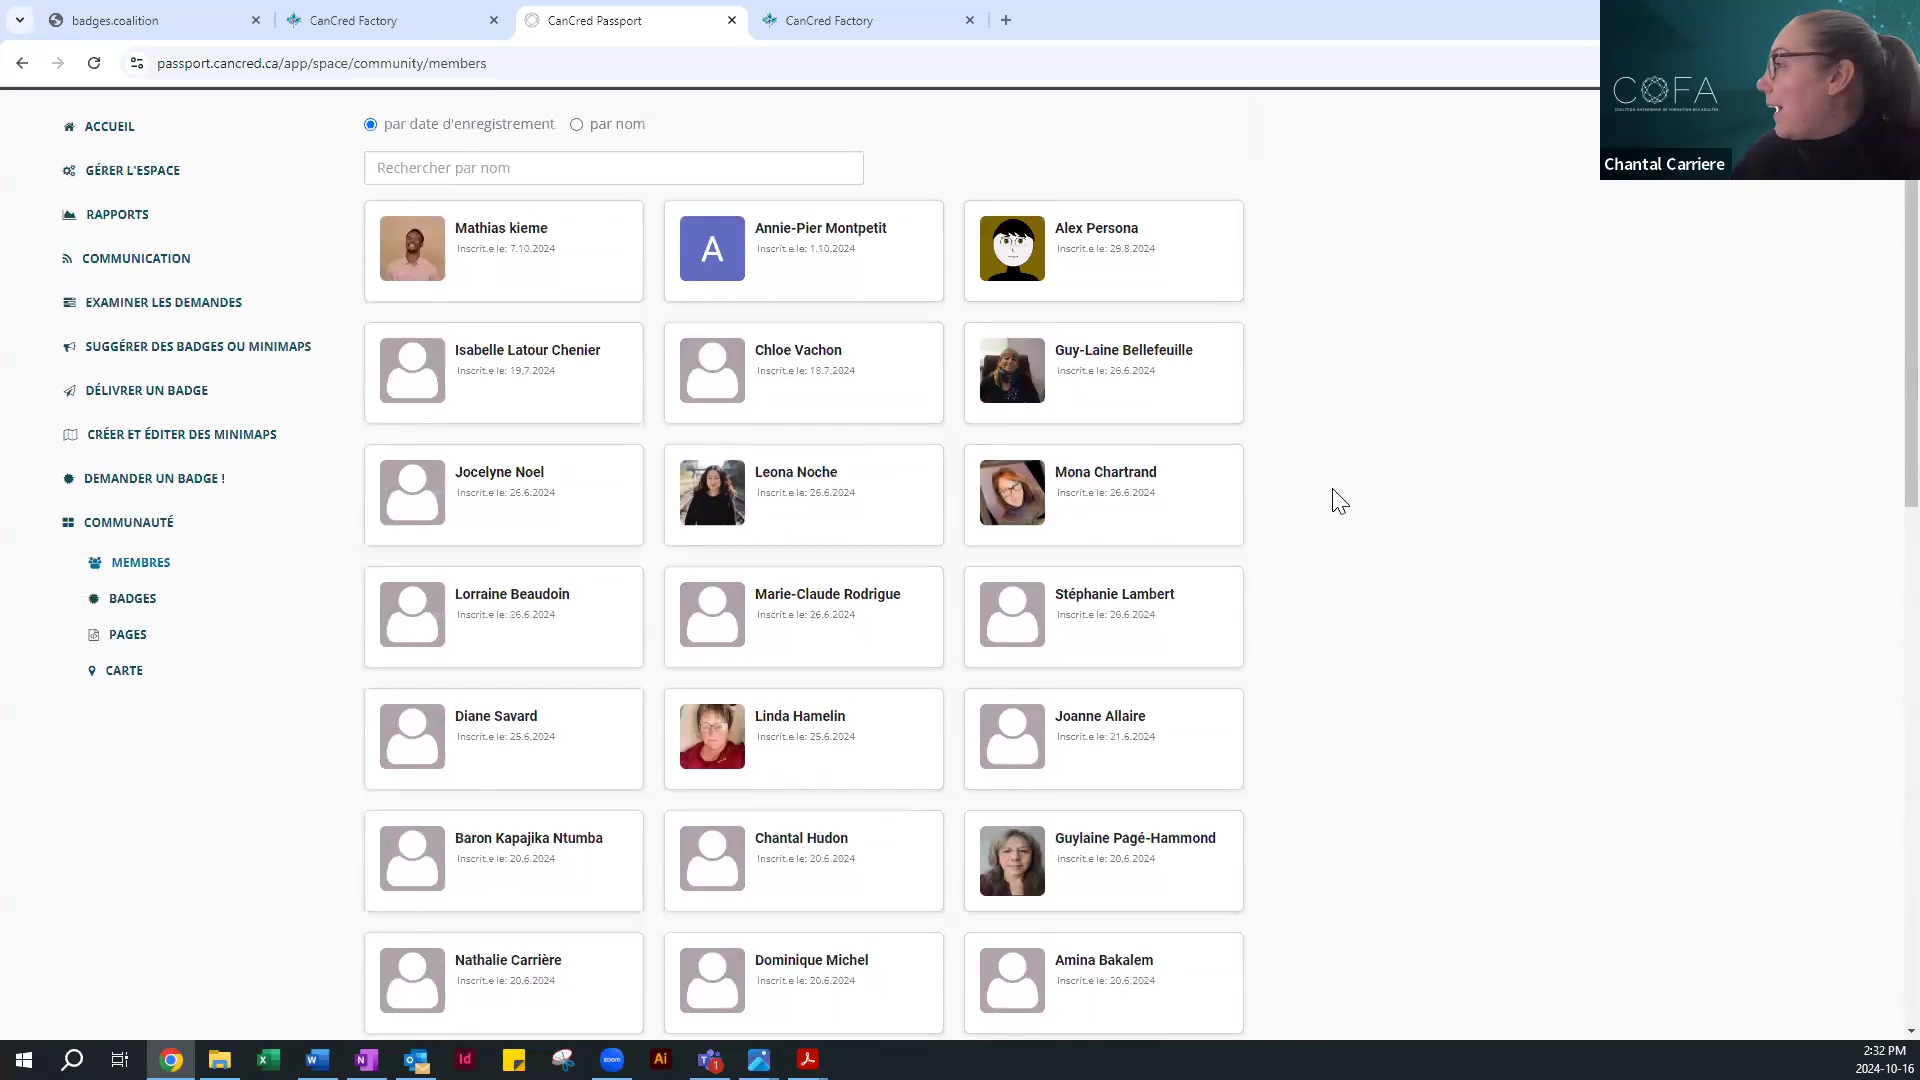 badges.coalition
CanCred Factory
CanCred Passport
CanCred Factory
passport.cancred.ca/app/space/community/members
COFA
Chantal Carriere
ACCUEIL
GÉRER L'ESPACE
RAPPORTS
COMMUNICATION
EXAMINER LES DEMANDES
SUGGÉRER DES BADGES OU MINIMAPS
DÉLIVRER UN BADGE
CRÉER ET ÉDITER DES MINIMAPS
DEMANDER UN BADGE !
COMMUNAUTÉ
MEMBRES
BADGES
PAGES
CARTE
par date d'enregistrement par nom
Rechercher par nom
Mathias kieme
Inscrit.e le: 7.10.2024
A
Annie-Pier Montpetit
Inscrit.e le: 1.10.2024
Alex Persona
Inscrit.e le: 29.8.2024
Isabelle Latour Chenier
Inscrit.e le: 19.7.2024
Chloe Vachon
Inscrit.e le: 18.7.2024
Guy-Laine Bellefeuille
Inscrit.e le: 26.6.2024
Jocelyne Noel
Inscrit.e le: 26.6.2024
Leona Noche
Inscrit.e le: 26.6.2024
Mona Chartrand
Inscrit.e le: 26.6.2024
Lorraine Beaudoin
Inscrit.e le: 26.6.2024
Marie-Claude Rodrigue
Inscrit.e le: 26.6.2024
Stéphanie Lambert
Inscrit.e le: 26.6.2024
Diane Savard
Inscrit.e le: 25.6.2024
Linda Hamelin
Inscrit.e le: 25.6.2024
Joanne Allaire
Inscrit.e le: 21.6.2024
Baron Kapajika Ntumba
Inscrit.e le: 20.6.2024
Chantal Hudon
Inscrit.e le: 20.6.2024
Guylaine Pagé-Hammond
Inscrit.e le: 20.6.2024
Nathalie Carrière
Inscrit.e le: 20.6.2024
Dominique Michel
Inscrit.e le: 20.6.2024
Amina Bakalem
Inscrit.e le: 20.6.2024
2:32 PM
2024-10-16